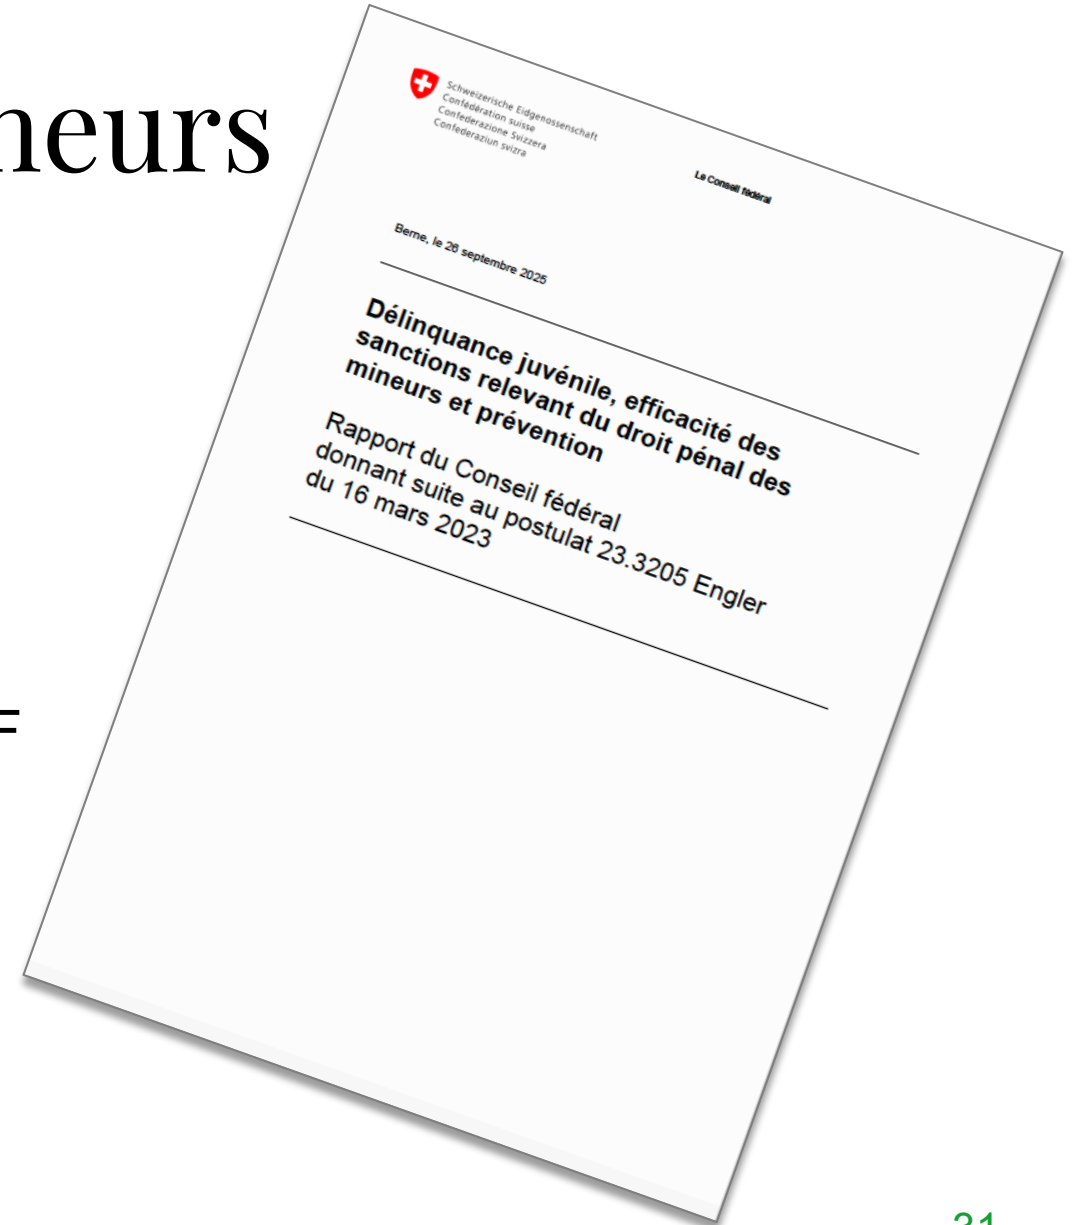 neurs
Schweizerische Eidgenossenschaft
Confédération suisse
Confederazione Svizzera
Confederaziun svizra
Le Conseil fédéral
Berne, le 26 septembre 2025
Délinquance juvénile, efficacité des
sanctions relevant du droit pénal des
mineurs et prévention
Rapport du Conseil fédéral
donnant suite au postulat 23.3205 Engler
du 16 mars 2023
=